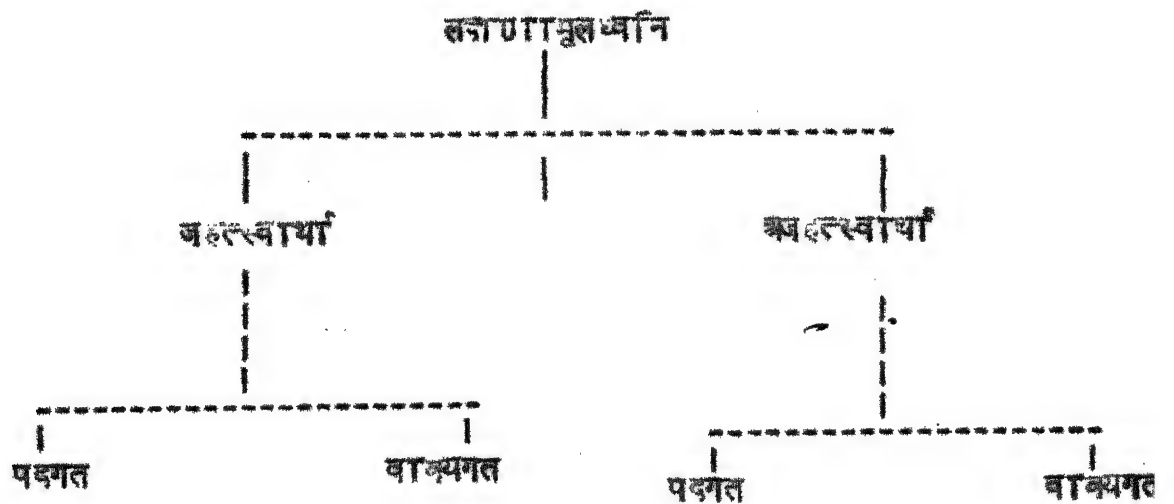 लक्षणामूलध्वनि
जहत्स्वार्था अजहत्स्वार्था
पदगत वाक्यगत पदगत वाक्यगत